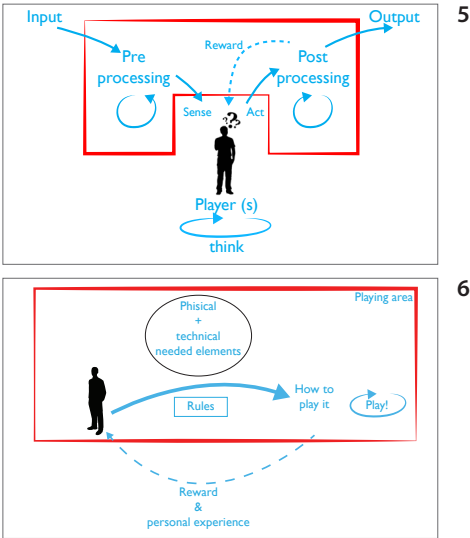 Input
Output
5
Reward
Pre
processing
Post
processing
Sense
Act
???
Player (s)
think
6
Playing area
Phisical
+
technical
needed elements
How to
play it
Rules
Play!
Reward
&
personal experience